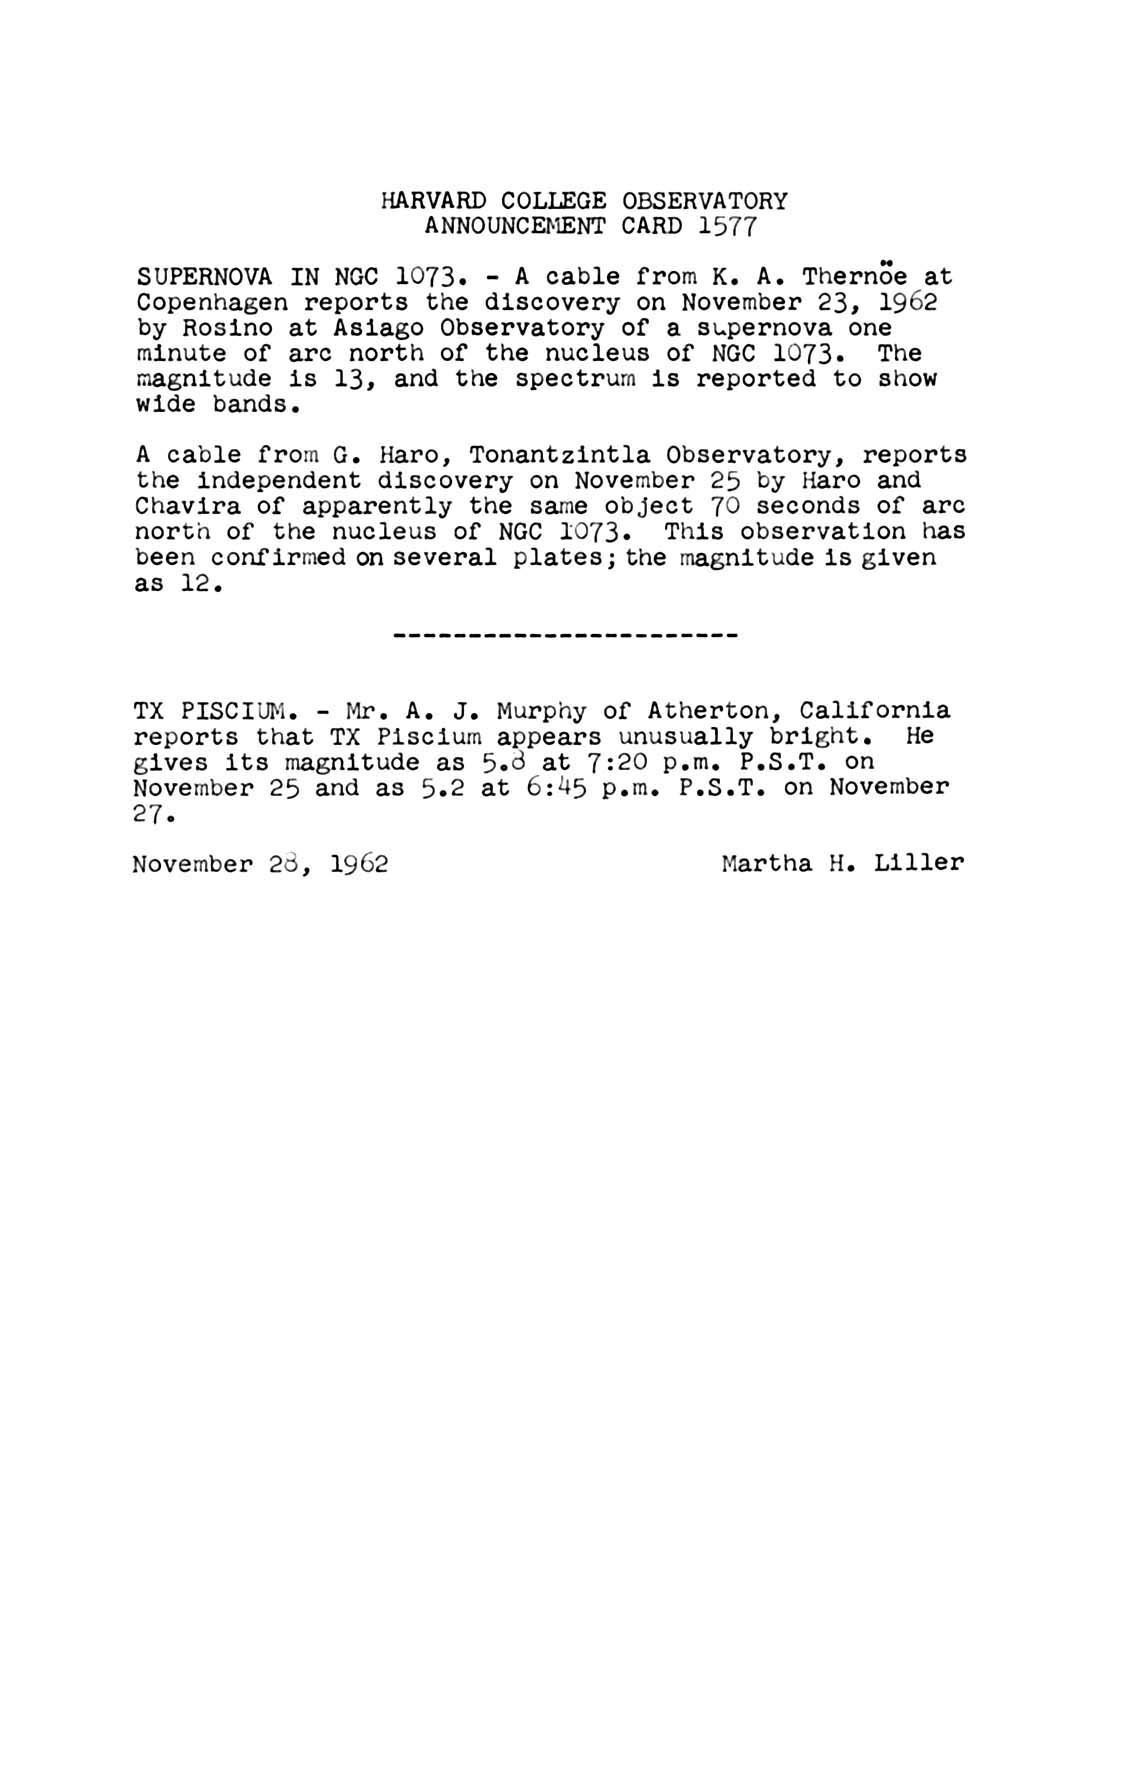 HARVARD COLLEGE OBSERVATORY
ANNOUNCEMENT CARD 1577
SUPERNOVA IN NGC 1073. - A cable from K. A. Thernöe at
Copenhagen reports the discovery on November 23, 1962
by Rosino at Asiago Observatory of a supernova one
minute of arc north of the nucleus of NGC 1073. The
magnitude is 13, and the spectrum is reported to show
wide bands.
A cable from G. Haro, Tonantzintla Observatory, reports
the independent discovery on November 25 by Haro and
Chavira of apparently the same object 70 seconds of arc
north of the nucleus of NGC 1073. This observation has
been confirmed on several plates; the magnitude is given
as 12.
-----------------------
TX PISCIUM. - Mr. A. J. Murphy of Atherton, California
reports that TX Piscium appears unusually bright. He
gives its magnitude as 5.8 at 7:20 p.m. P.S.T. on
November 25 and as 5.2 at 6:45 p.m. P.S.T. on November
27.
November 28, 1962 Martha H. Liller